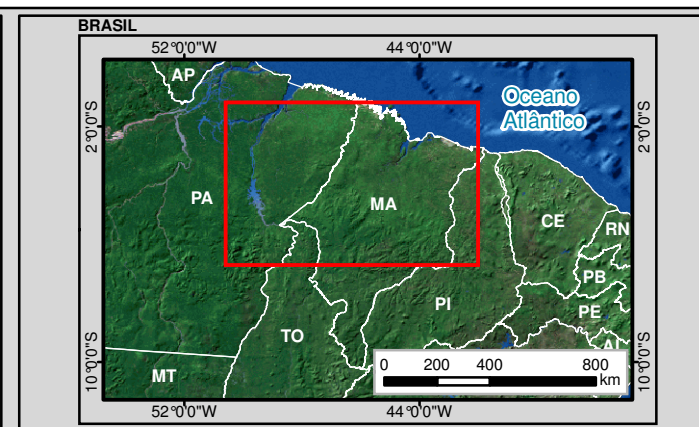 BRASIL
52°0'0"W 44°0'0"W
AP
Oceano
Atlântico
2°0'0"S 2°0'0"S
PA MA CE
RN
PB
PI PE
TO AL
MT
0 200 400 800
km
10°0'0"S 10°0'0"S
52°0'0"W 44°0'0"W